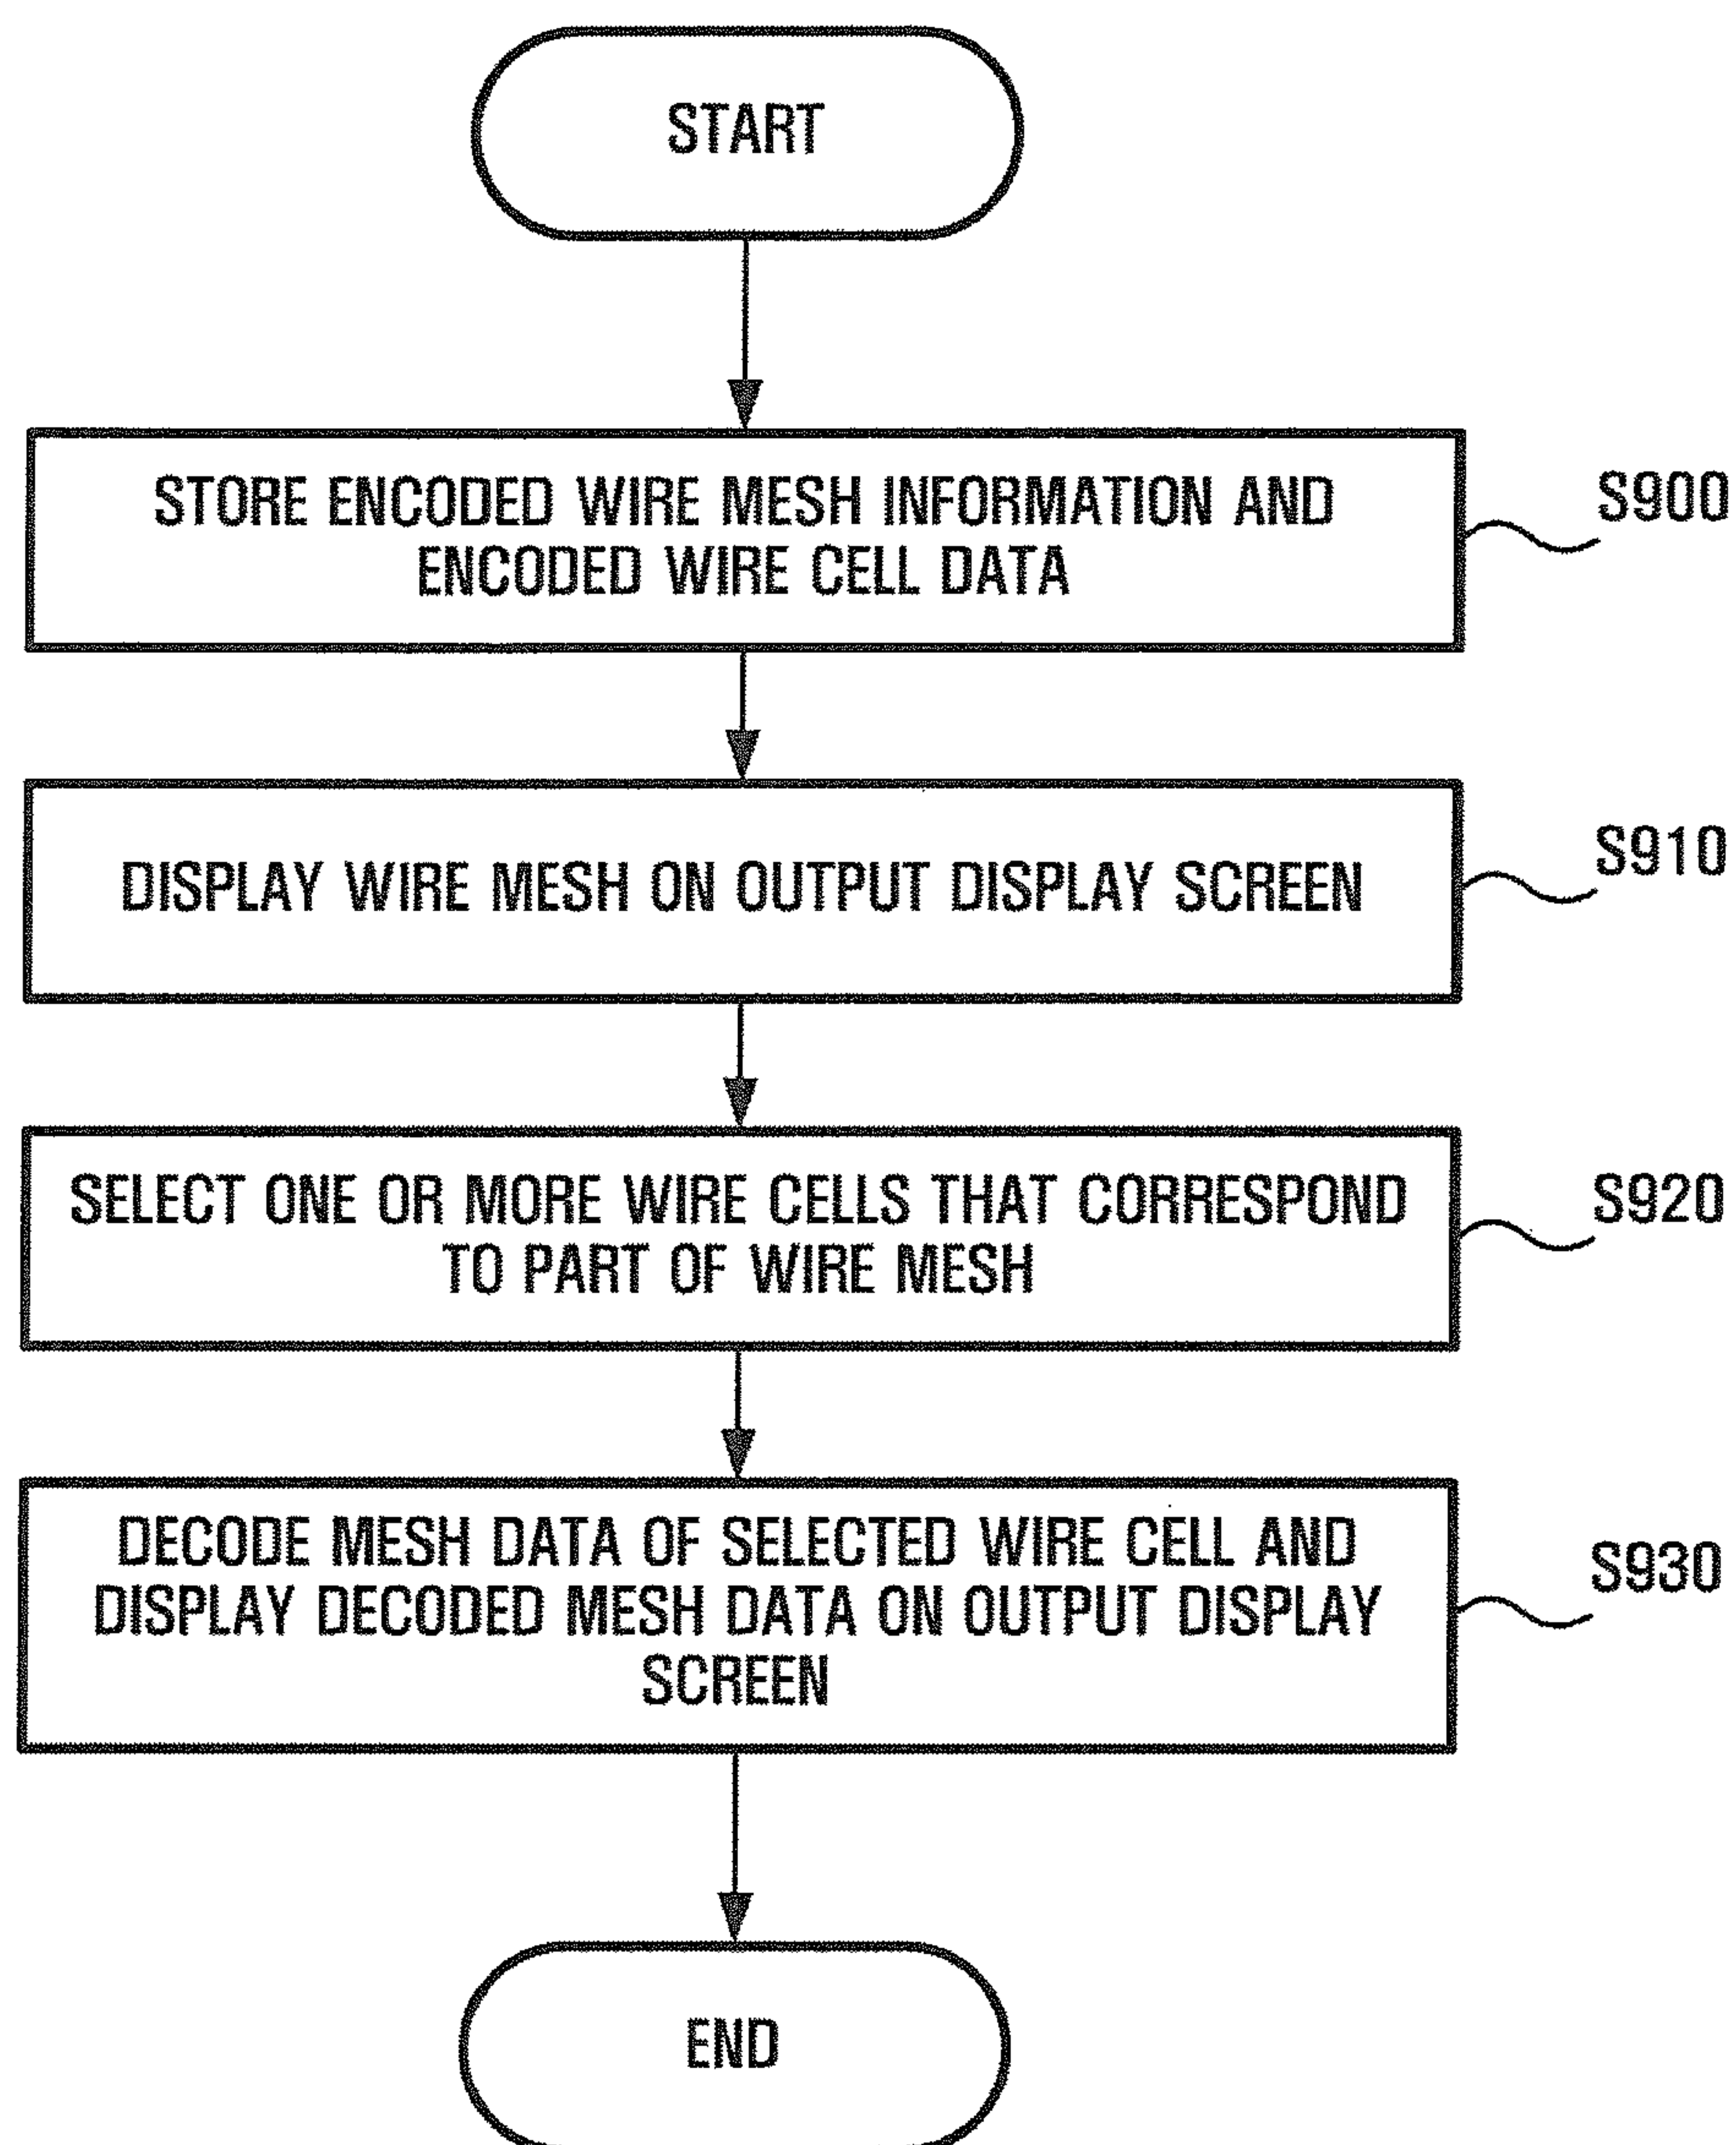 START
STORE ENCODED WIRE MESH INFORMATION AND
ENCODED WIRE CELL DATA
S900
DISPLAY WIRE MESH ON OUTPUT DISPLAY SCREEN
S910
SELECT ONE OR MORE WIRE CELLS THAT CORRESPOND
TO PART OF WIRE MESH
S920
DECODE MESH DATA OF SELECTED WIRE CELL AND
DISPLAY DECODED MESH DATA ON OUTPUT DISPLAY
SCREEN
S930
END